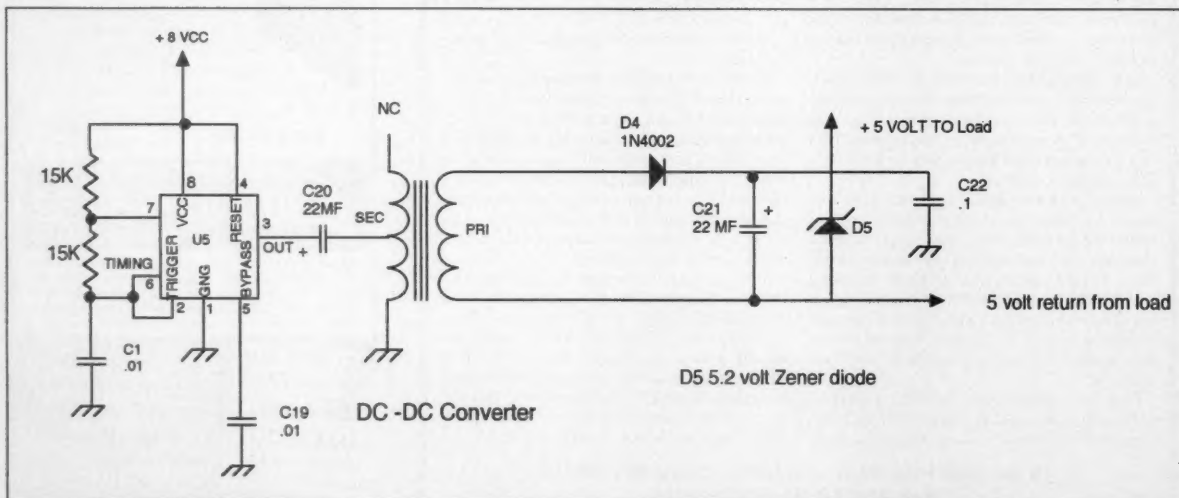 + 8 VCC
NC
D4
1N4002
+ 5 VOLT TO Load
15K
8
4
C20
22MF
SEC
PRI
C21
22 MF
+
D5
C22
.1
7
VCC
RESET
3
U5
OUT
+
15K
TIMING
6
TRIGGER
GNG
BYPASS
2
1
5
5 volt return from load
C1
.01
D5 5.2 volt Zener diode
C19
.01
DC -DC Converter